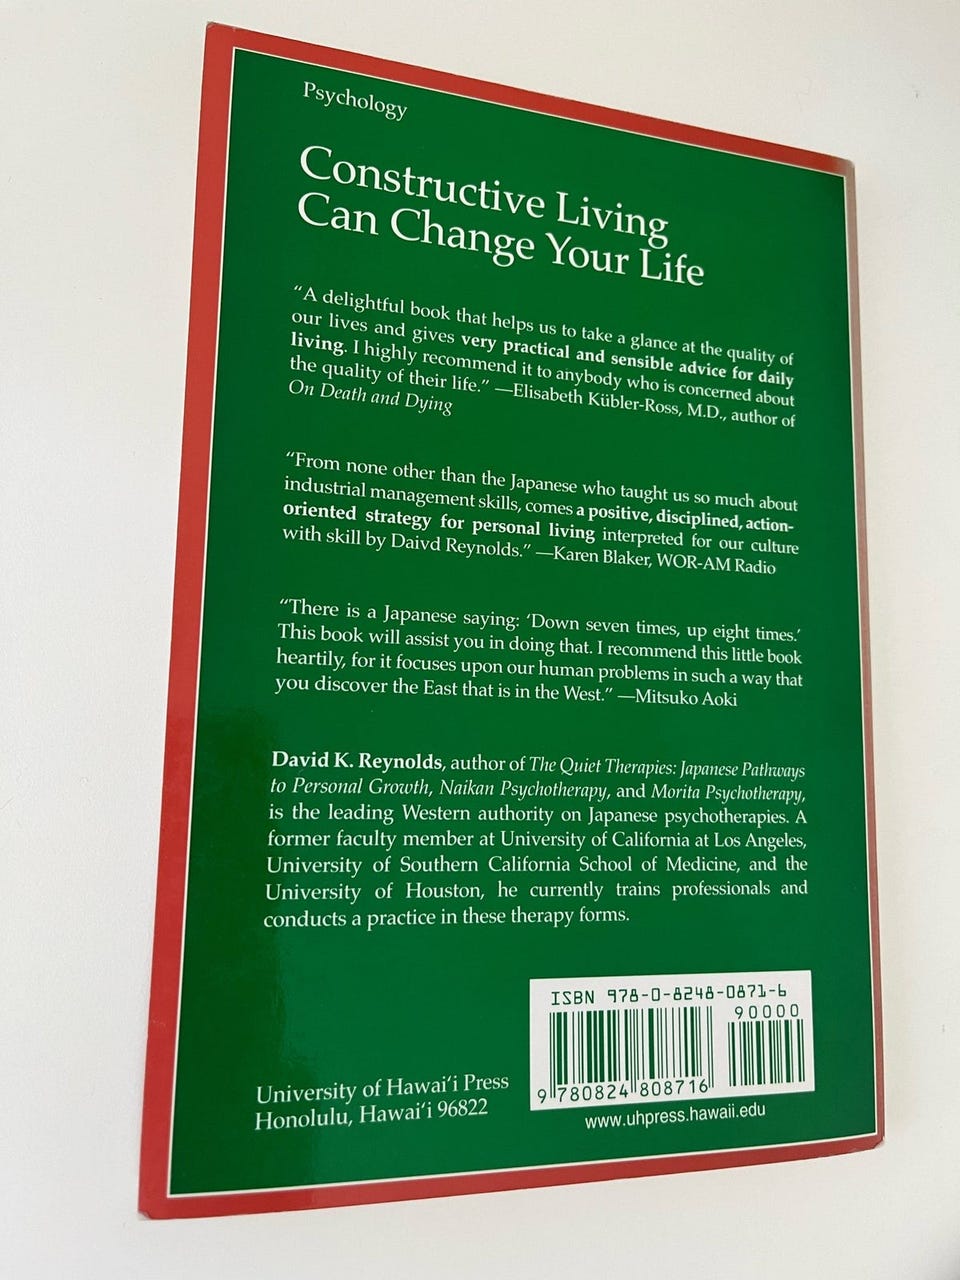 Psychology
Constructive Living
Can Change Your Life
“A delightful book that helps us to take a glance at the quality of
our lives and gives very practical and sensible advice for daily
living. I highly recommend it to anybody who is concerned about
the quality of their life.” —Elisabeth Kübler-Ross, M.D., author of
On Death and Dying
“From none other than the Japanese who taught us so much about
industrial management skills, comes a positive, disciplined, action-
oriented strategy for personal living interpreted for our culture
with skill by Daivd Reynolds.” —Karen Blaker, WOR-AM Radio
“There is a Japanese saying: ‘Down seven times, up eight times.’
This book will assist you in doing that. I recommend this little book
heartily, for it focuses upon our human problems in such a way that
you discover the East that is in the West.” —Mitsuko Aoki
David K. Reynolds, author of The Quiet Therapies: Japanese Pathways
to Personal Growth, Naikan Psychotherapy, and Morita Psychotherapy,
is the leading Western authority on Japanese psychotherapies. A
former faculty member at University of California at Los Angeles,
University of Southern California School of Medicine, and the
University of Houston, he currently trains professionals and
conducts a practice in these therapy forms.
ISBN 978-0-8248-0871-6
90000
9 780824 808716
University of Hawai‘i Press
Honolulu, Hawai‘i 96822
www.uhpress.hawaii.edu